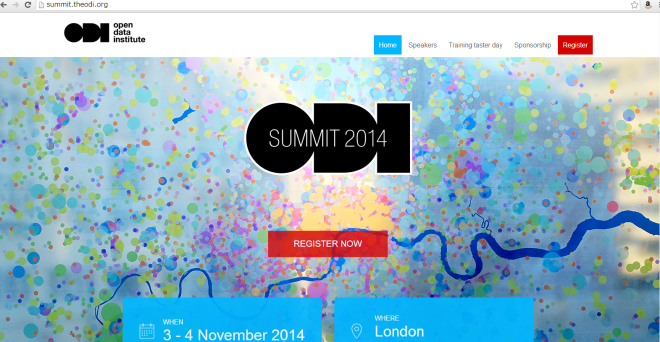 summit.theodi.org
ODI open
data
institute
Home Speakers Training taster day Sponsorship Register
ODI
SUMMIT 2014
REGISTER NOW
WHEN
3 - 4 November 2014
WHERE
London